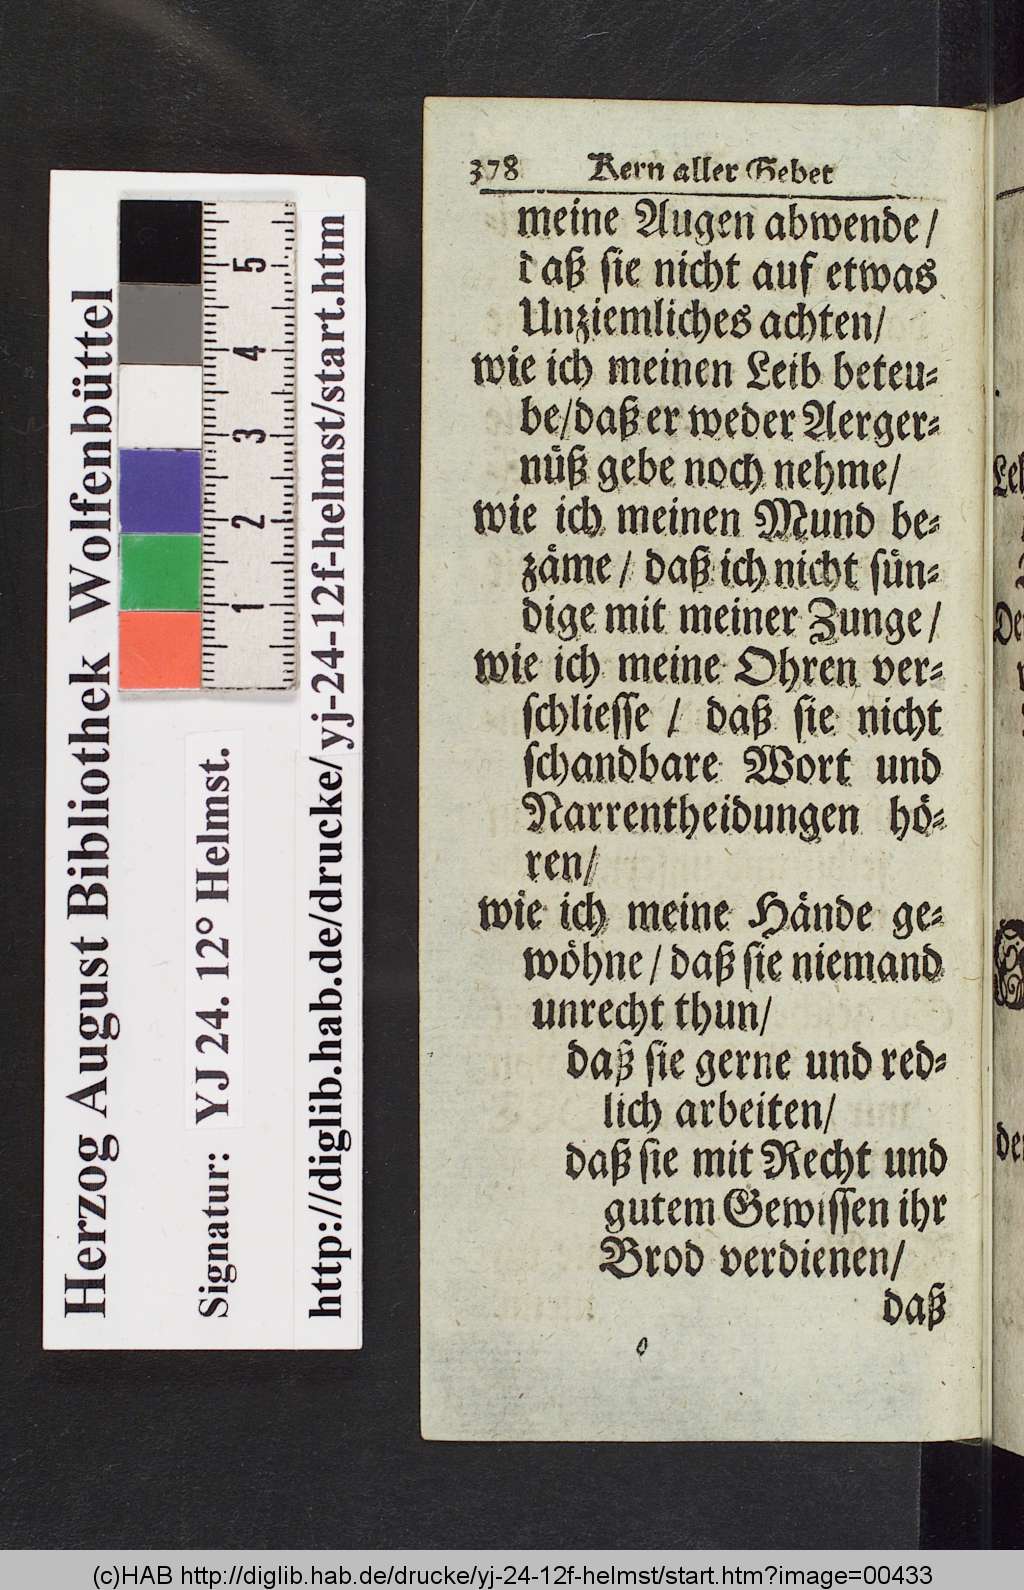 Herzog August Bibliothek Wolfenbüttel
Signatur: YJ 24. 12° Helmst.
http://diglib.hab.de/drucke/yj-24-12f-helmst/start.htm
1 2 3 4 5
378 Kern aller Gebet
meine Augen abwende/
daß sie nicht auf etwas
Unziemliches achten/
wie ich meinen Leib beteu⸗
be/daß er weder Aerger⸗
nüß gebe noch nehme/
wie ich meinen Mund be⸗
zäme/ daß ich nicht sün⸗
dige mit meiner Zunge/
wie ich meine Ohren ver⸗
schliesse/ daß sie nicht
schandbare Wort und
Narrentheidungen hö⸗
ren/
wie ich meine Hände ge⸗
wöhne/ daß sie niemand
unrecht thun/
daß sie gerne und red⸗
lich arbeiten/
daß sie mit Recht und
gutem Gewissen ihr
Brod verdienen/
daß
(c)HAB http://diglib.hab.de/drucke/yj-24-12f-helmst/start.htm?image=00433